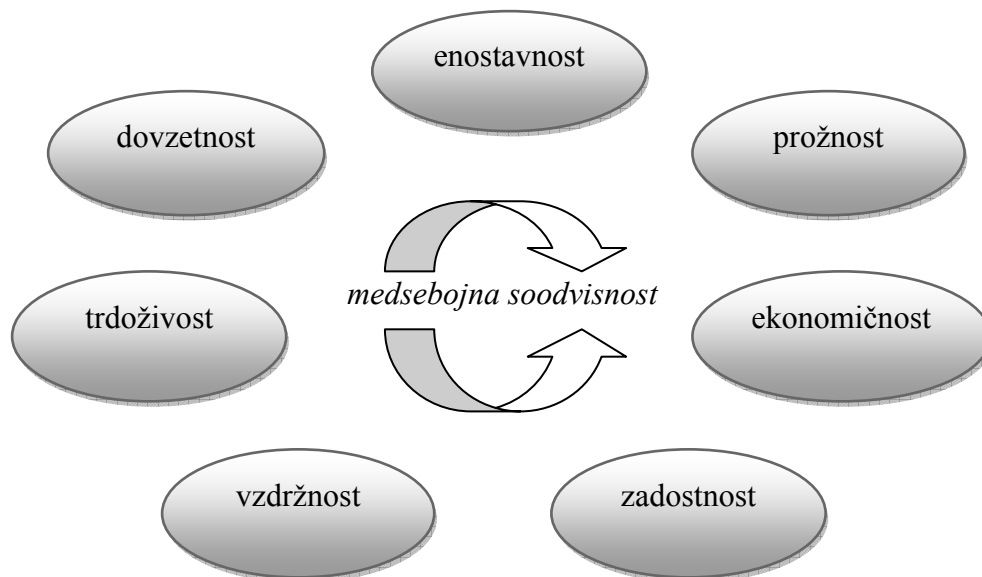 enostavnost
dovzetnost
prožnost
medsebojna soodvisnost
trdoživost
ekonomičnost
vzdržnost
zadostnost